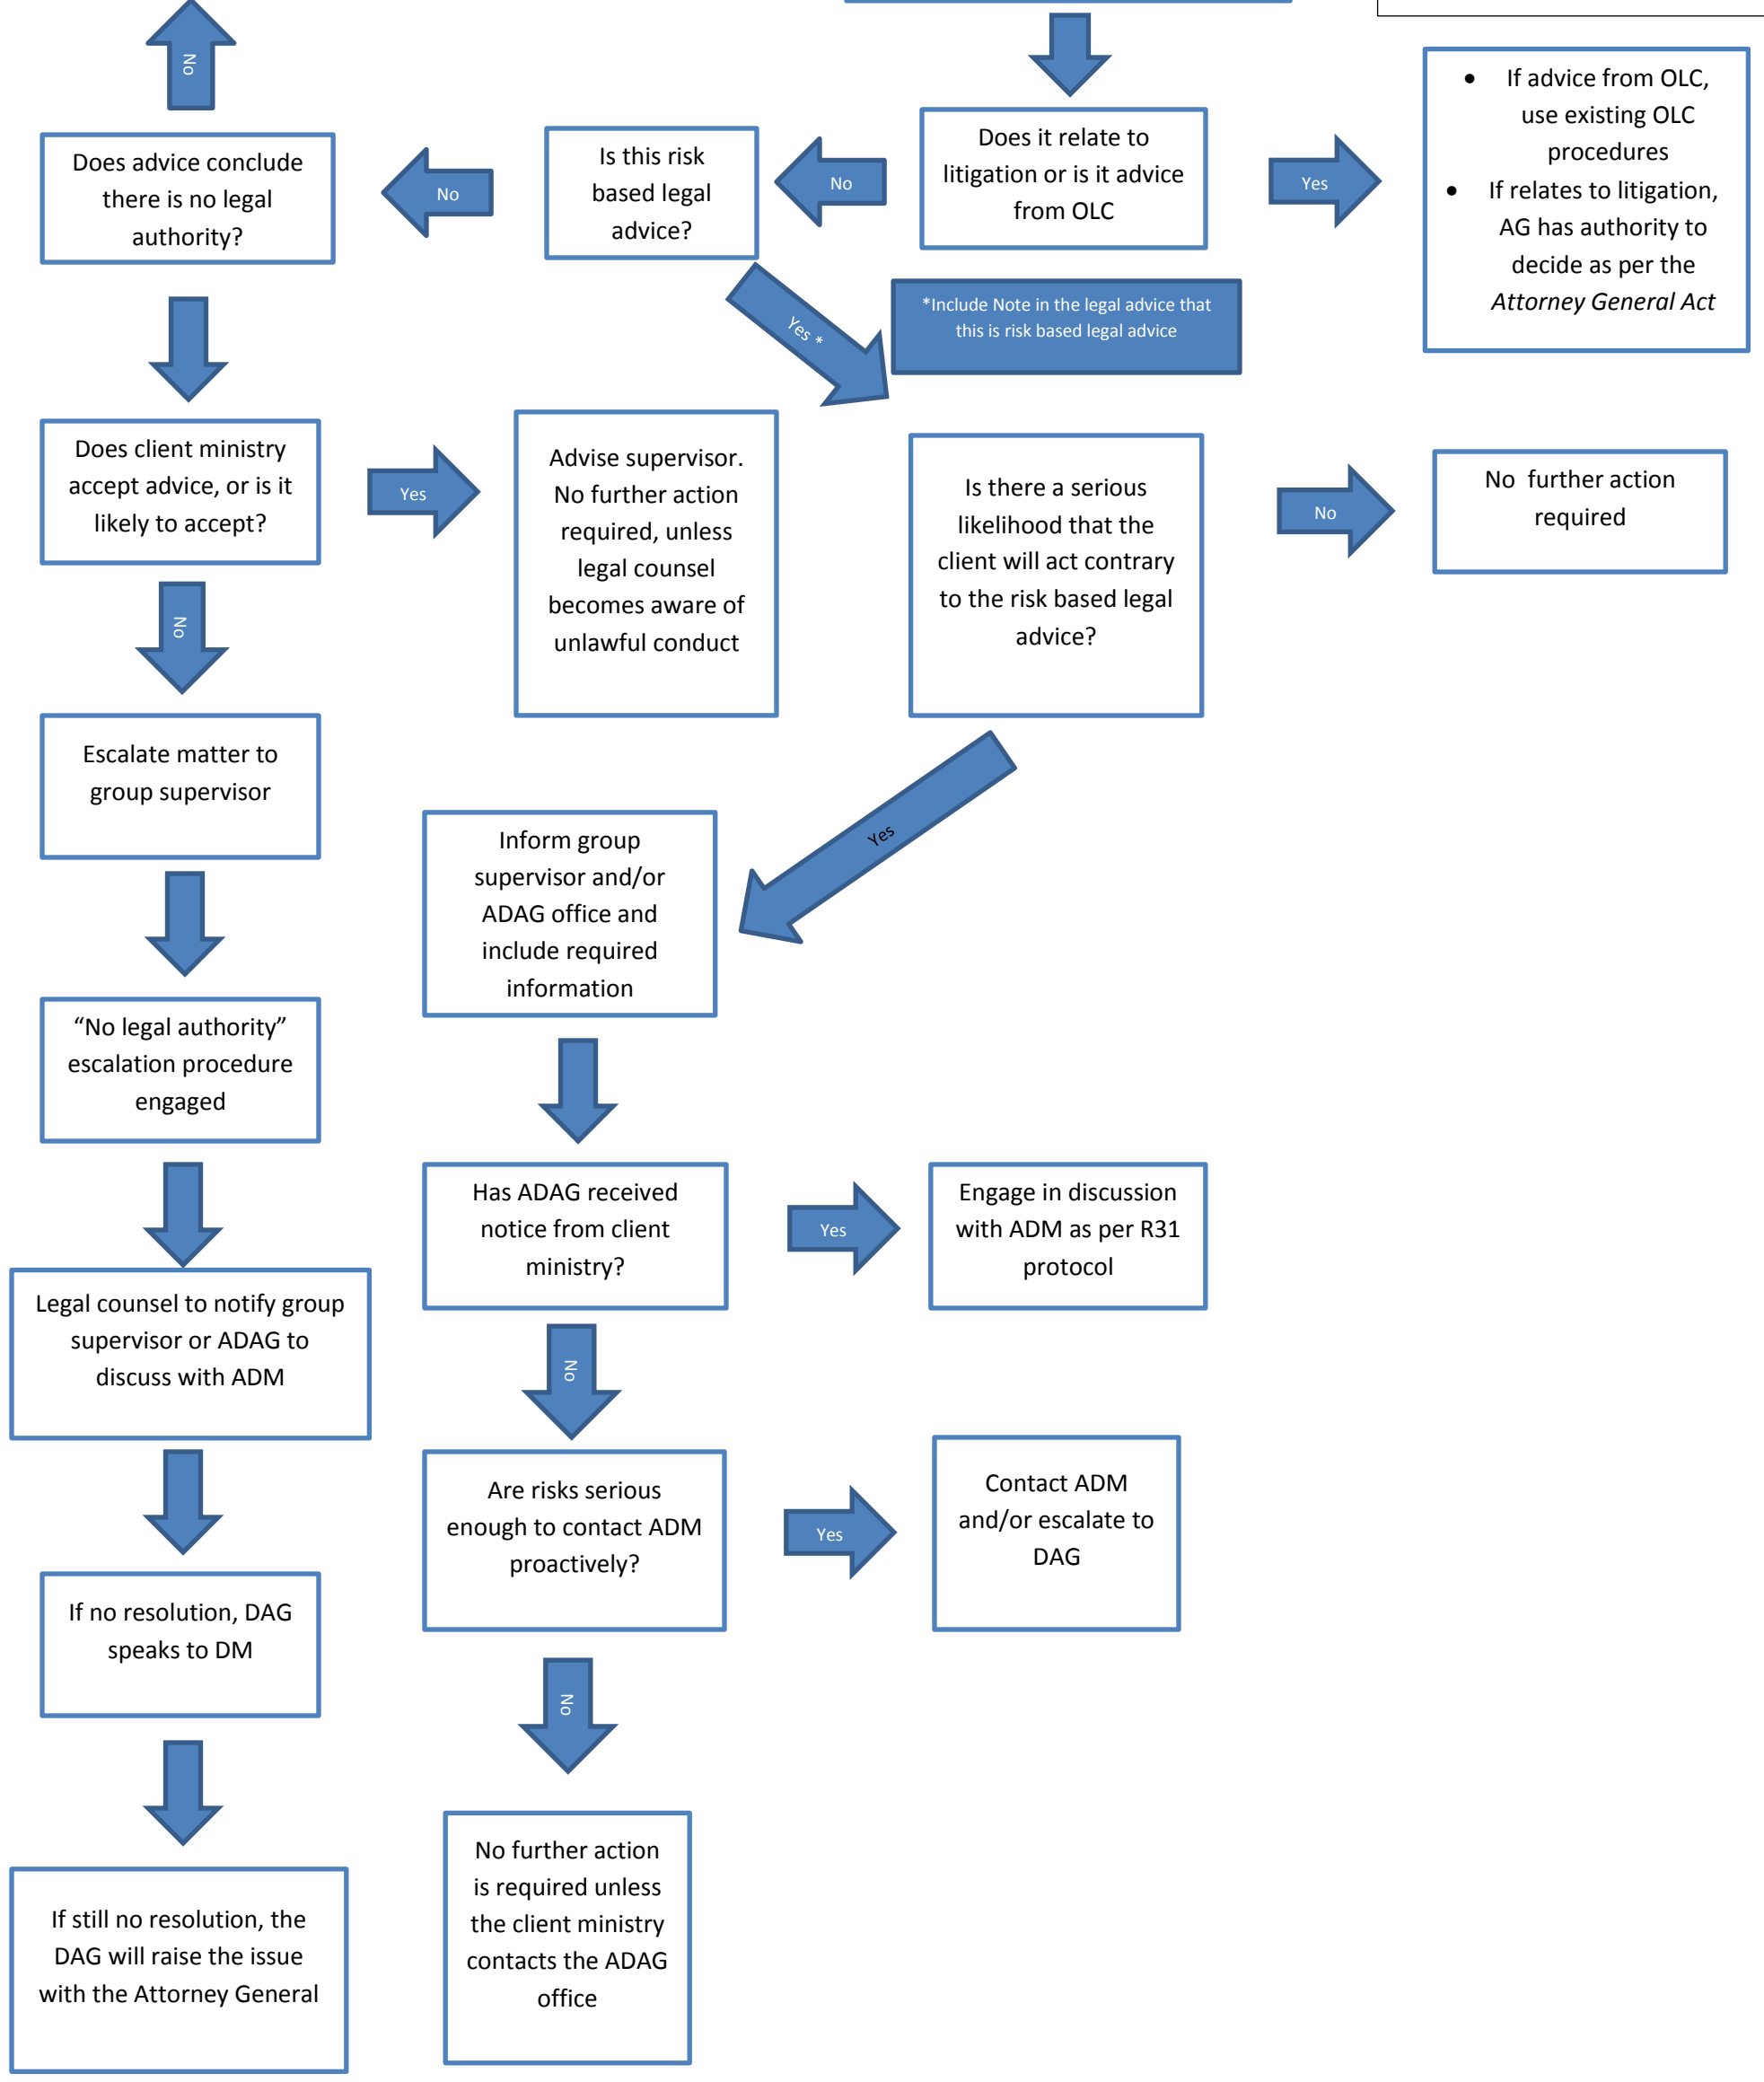 No
Does advice conclude
there is no legal
authority?
No
Is this risk
based legal
advice?
No
Does it relate to
litigation or is it advice
from OLC
Yes
• If advice from OLC,
use existing OLC
procedures
• If relates to litigation,
AG has authority to
decide as per the
Attorney General Act
Yes *
*Include Note in the legal advice that
this is risk based legal advice
Does client ministry
accept advice, or is it
likely to accept?
Yes
Advise supervisor.
No further action
required, unless
legal counsel
becomes aware of
unlawful conduct
Is there a serious
likelihood that the
client will act contrary
to the risk based legal
advice?
No
No further action
required
No
Escalate matter to
group supervisor
Yes
Inform group
supervisor and/or
ADAG office and
include required
information
“No legal authority”
escalation procedure
engaged
Has ADAG received
notice from client
ministry?
Yes
Engage in discussion
with ADM as per R31
protocol
Legal counsel to notify group
supervisor or ADAG to
discuss with ADM
No
Are risks serious
enough to contact ADM
proactively?
Yes
Contact ADM
and/or escalate to
DAG
If no resolution, DAG
speaks to DM
No
No further action
is required unless
the client ministry
contacts the ADAG
office
If still no resolution, the
DAG will raise the issue
with the Attorney General